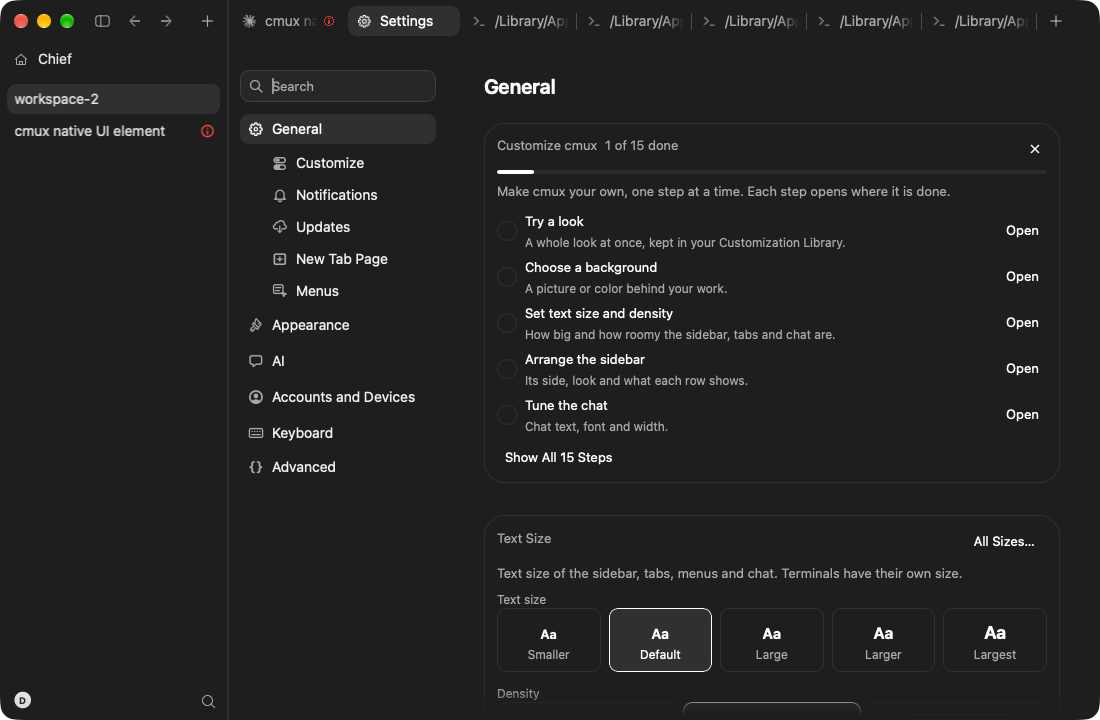 cmux na
Settings
/Library/App
/Library/App
/Library/App
/Library/App
/Library/App
Chief
workspace-2
cmux native UI element
D
Search
General
Customize
Notifications
Updates
New Tab Page
Menus
Appearance
AI
Accounts and Devices
Keyboard
Advanced
General
Customize cmux 1 of 15 done
Make cmux your own, one step at a time. Each step opens where it is done.
Try a look
A whole look at once, kept in your Customization Library.
Open
Choose a background
A picture or color behind your work.
Open
Set text size and density
How big and how roomy the sidebar, tabs and chat are.
Open
Arrange the sidebar
Its side, look and what each row shows.
Open
Tune the chat
Chat text, font and width.
Open
Show All 15 Steps
Text Size
All Sizes...
Text size of the sidebar, tabs, menus and chat. Terminals have their own size.
Text size
Aa Aa Aa Aa Aa
Smaller Default Large Larger Largest
Density